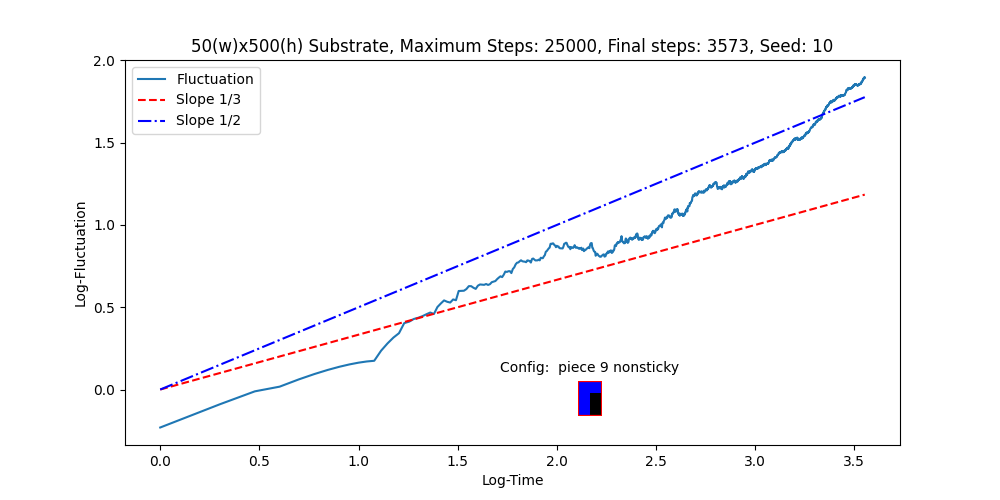 50(w)x500(h) Substrate, Maximum Steps: 25000, Final steps: 3573, Seed: 10
Fluctuation
Slope 1/3
Slope 1/2
Log-Fluctuation
2.0
1.5
1.0
0.5
0.0
Config:  piece 9 nonsticky
0.0 0.5 1.0 1.5 2.0 2.5 3.0 3.5
Log-Time